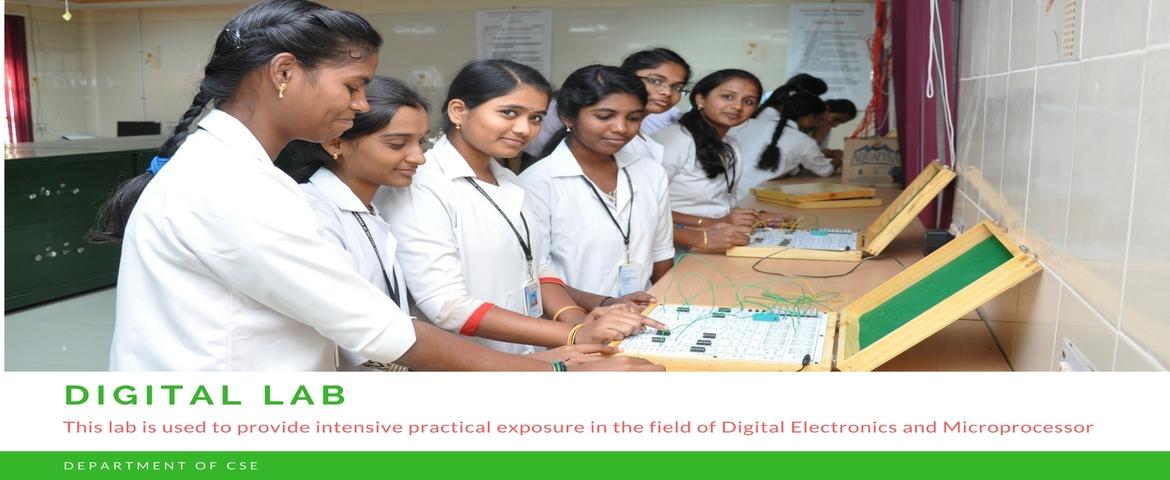 AQUAFINA
DIGITAL LAB
This lab is used to provide intensive practical exposure in the field of Digital Electronics and Microprocessor
DEPARTMENT OF CSE